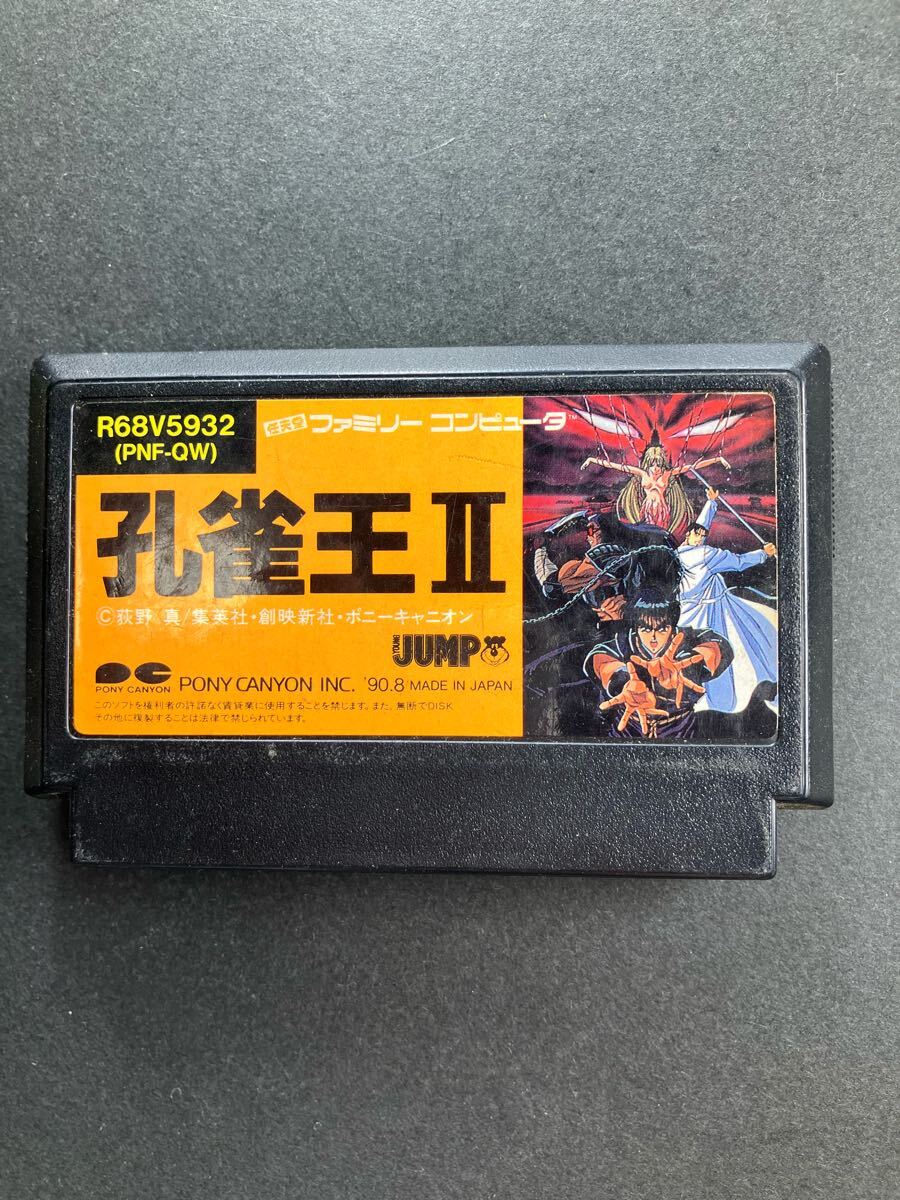 R68V5932
(PNF-QW)
任天堂 ファミリー コンピュータ™
孔雀王Ⅱ
©荻野 真/集英社・創映新社・ポニーキャニオン
YOUNG JUMP
PONY CANYON
PONY CANYON INC. '90.8/MADE IN JAPAN
このソフトを権利者の許諾なく賃貸業に使用することを禁じます。また、無断でDISK
その他に複製することは法律で禁じられています。